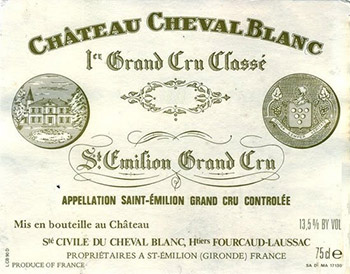 CHÂTEAU CHEVAL BLANC
1er Grand Cru Classé
St Emilion Grand Cru
APPELLATION SAINT-ÉMILION GRAND CRU CONTROLÉE
Mis en bouteille au Château
13,5 % BY VOL
Sté CIVILE DU CHEVAL BLANC, Htiers FOURCAUD-LAUSSAC
PROPRIÉTAIRES A ST-ÉMILION (GIRONDE) FRANCE
75 cl e
PRODUCE OF FRANCE